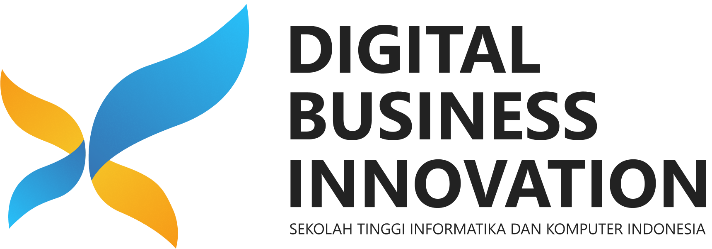 DIGITAL
BUSINESS
INNOVATION
SEKOLAH TINGGI INFORMATIKA DAN KOMPUTER INDONESIA